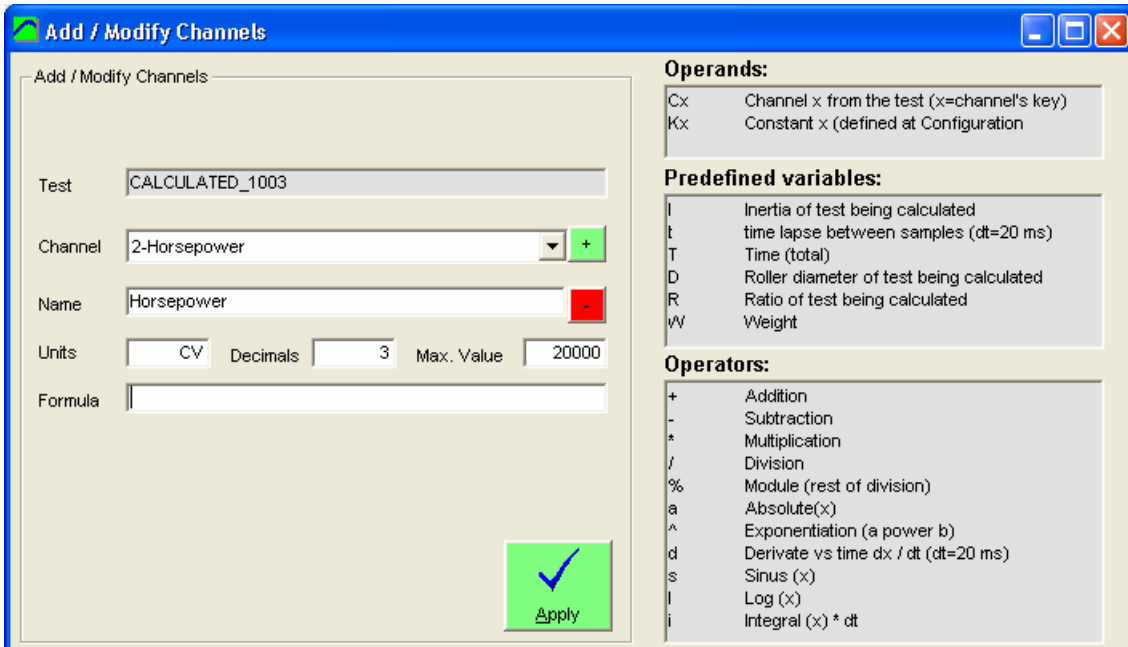 Add / Modify Channels
Add / Modify Channels
Test CALCULATED_1003
Channel 2-Horsepower +
Name Horsepower -
Units CV Decimals 3 Max. Value 20000
Formula
Apply
Operands:
Cx Channel x from the test (x=channel's key)
Kx Constant x (defined at Configuration
Predefined variables:
I Inertia of test being calculated
t time lapse between samples (dt=20 ms)
T Time (total)
D Roller diameter of test being calculated
R Ratio of test being calculated
W Weight
Operators:
+ Addition
- Subtraction
* Multiplication
/ Division
% Module (rest of division)
a Absolute(x)
^ Exponentiation (a power b)
d Derivate vs time dx / dt (dt=20 ms)
s Sinus (x)
l Log (x)
i Integral (x) * dt